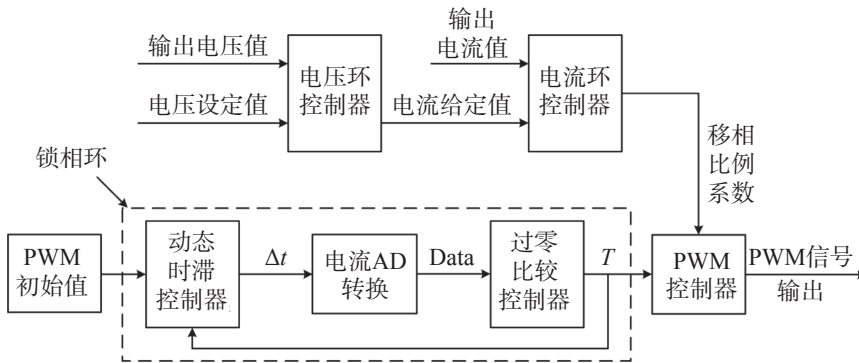 输出电压值
电压设定值
电压环
控制器
电流给定值
输出
电流值
电流环
控制器
移相
比例
系数
锁相环
PWM
初始值
动态
时滞
控制器
Δt
电流AD
转换
Data
过零
比较
控制器
T
PWM
控制器
PWM信号
输出